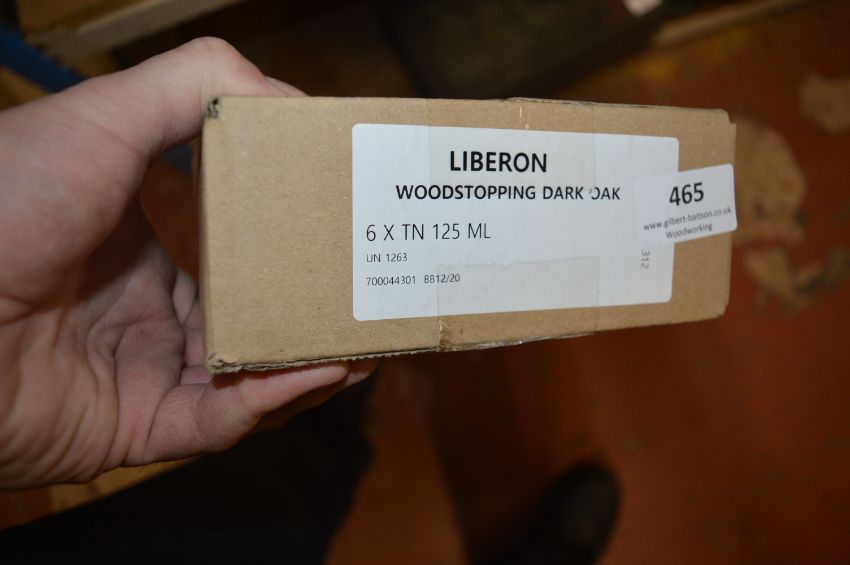 LIBERON
WOODSTOPPING DARK OAK
6 X TN 125 ML
UN 1263
700044301 BB12/20
312
465
www.gilbert-baitson.co.uk
Woodworking